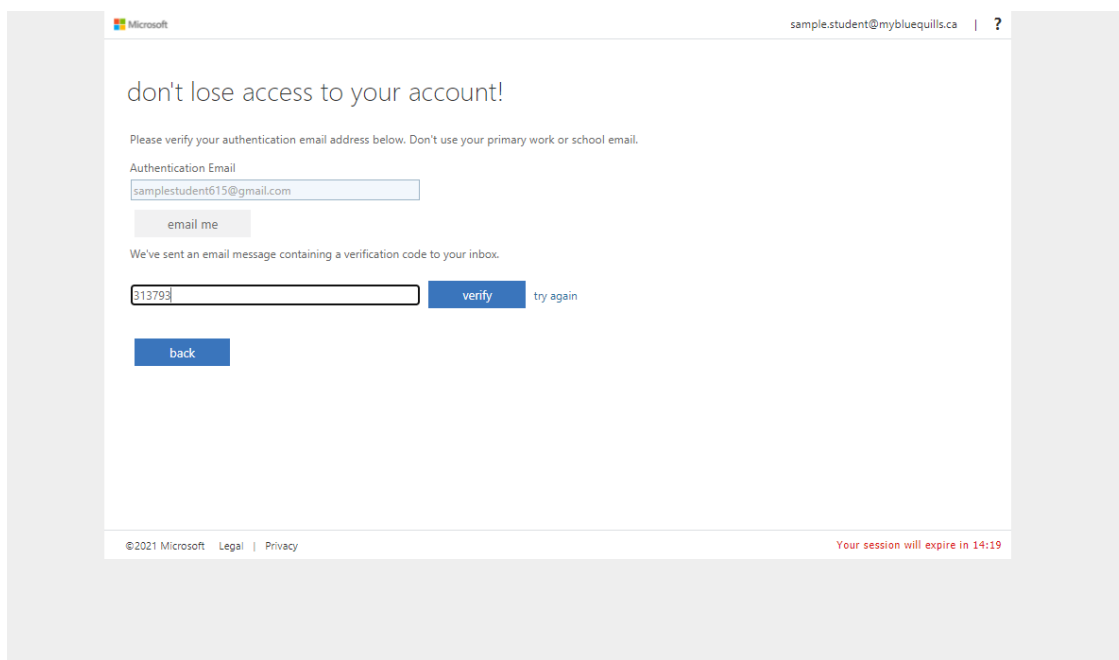 Microsoft
sample.student@mybluequills.ca | ?
don't lose access to your account!
Please verify your authentication email address below. Don't use your primary work or school email.
Authentication Email
samplestudent615@gmail.com
email me
We've sent an email message containing a verification code to your inbox.
313793 verify try again
back
©2021 Microsoft Legal | Privacy
Your session will expire in 14:19